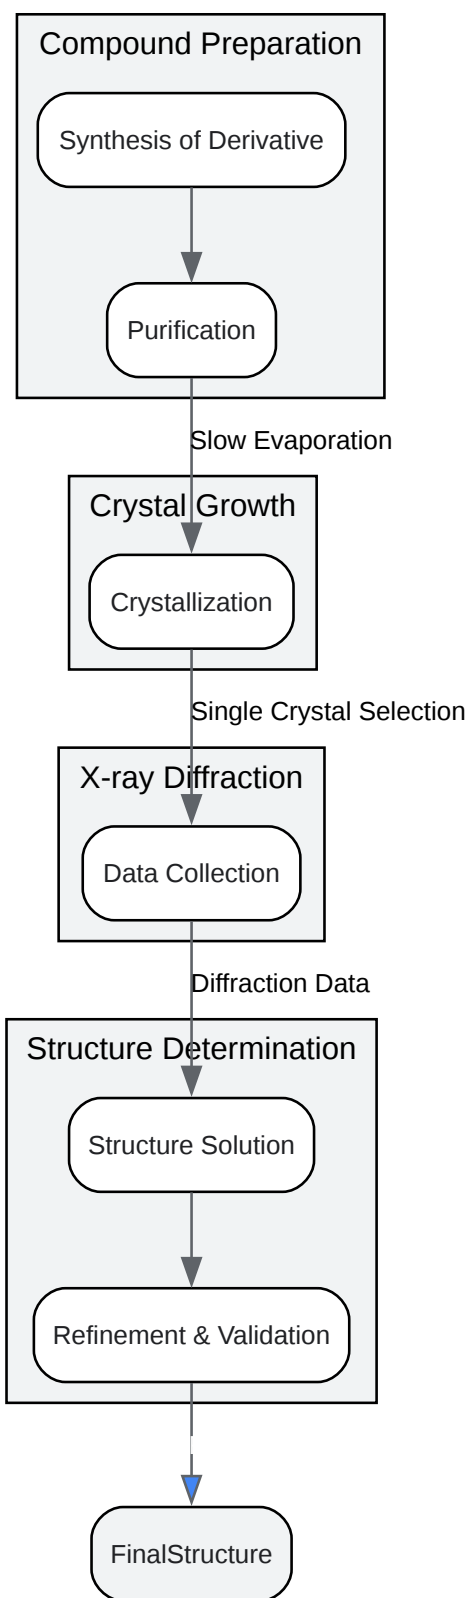 Compound Preparation
Synthesis of Derivative
Purification
Slow Evaporation
Crystal Growth
Crystallization
Single Crystal Selection
X-ray Diffraction
Data Collection
Diffraction Data
Structure Determination
Structure Solution
Refinement & Validation
FinalStructure